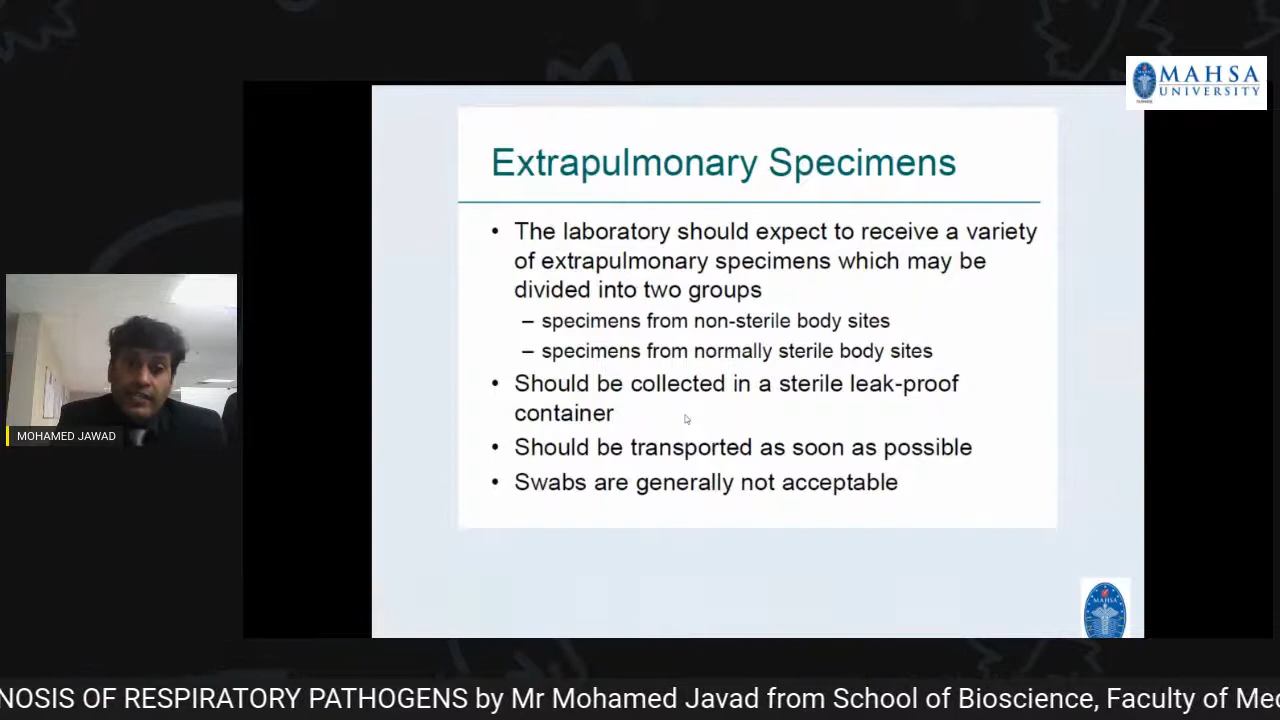 MAHSA
UNIVERSITY
Extrapulmonary Specimens
• The laboratory should expect to receive a variety
of extrapulmonary specimens which may be
divided into two groups
– specimens from non-sterile body sites
– specimens from normally sterile body sites
• Should be collected in a sterile leak-proof
container
• Should be transported as soon as possible
• Swabs are generally not acceptable
MOHAMED JAWAD
MAHSA
NOSIS OF RESPIRATORY PATHOGENS by Mr Mohamed Javad from School of Bioscience, Faculty of Med